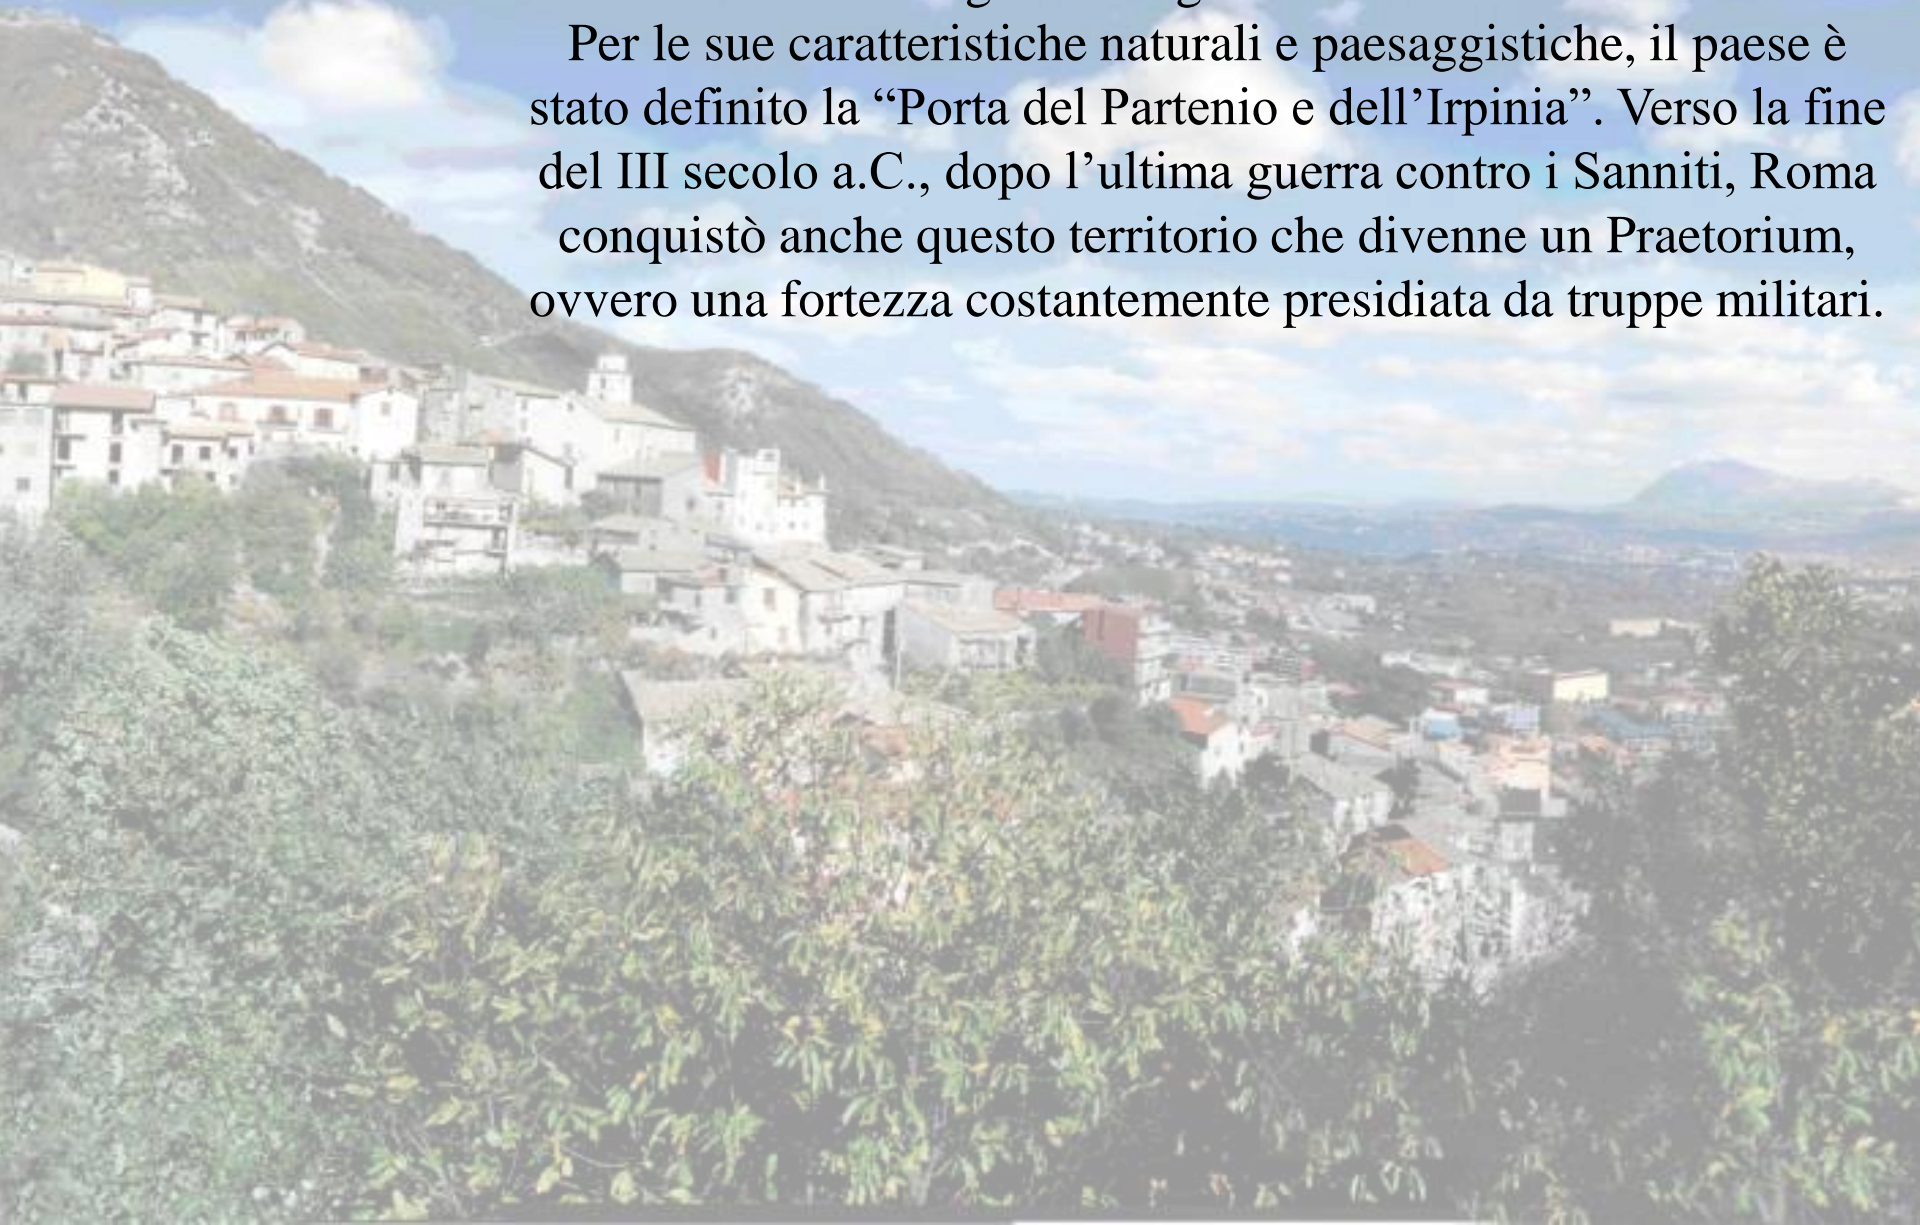 Per le sue caratteristiche naturali e paesaggistiche, il paese è
stato definito la “Porta del Partenio e dell’Irpinia”. Verso la fine
del III secolo a.C., dopo l’ultima guerra contro i Sanniti, Roma
conquistò anche questo territorio che divenne un Praetorium,
ovvero una fortezza costantemente presidiata da truppe militari.